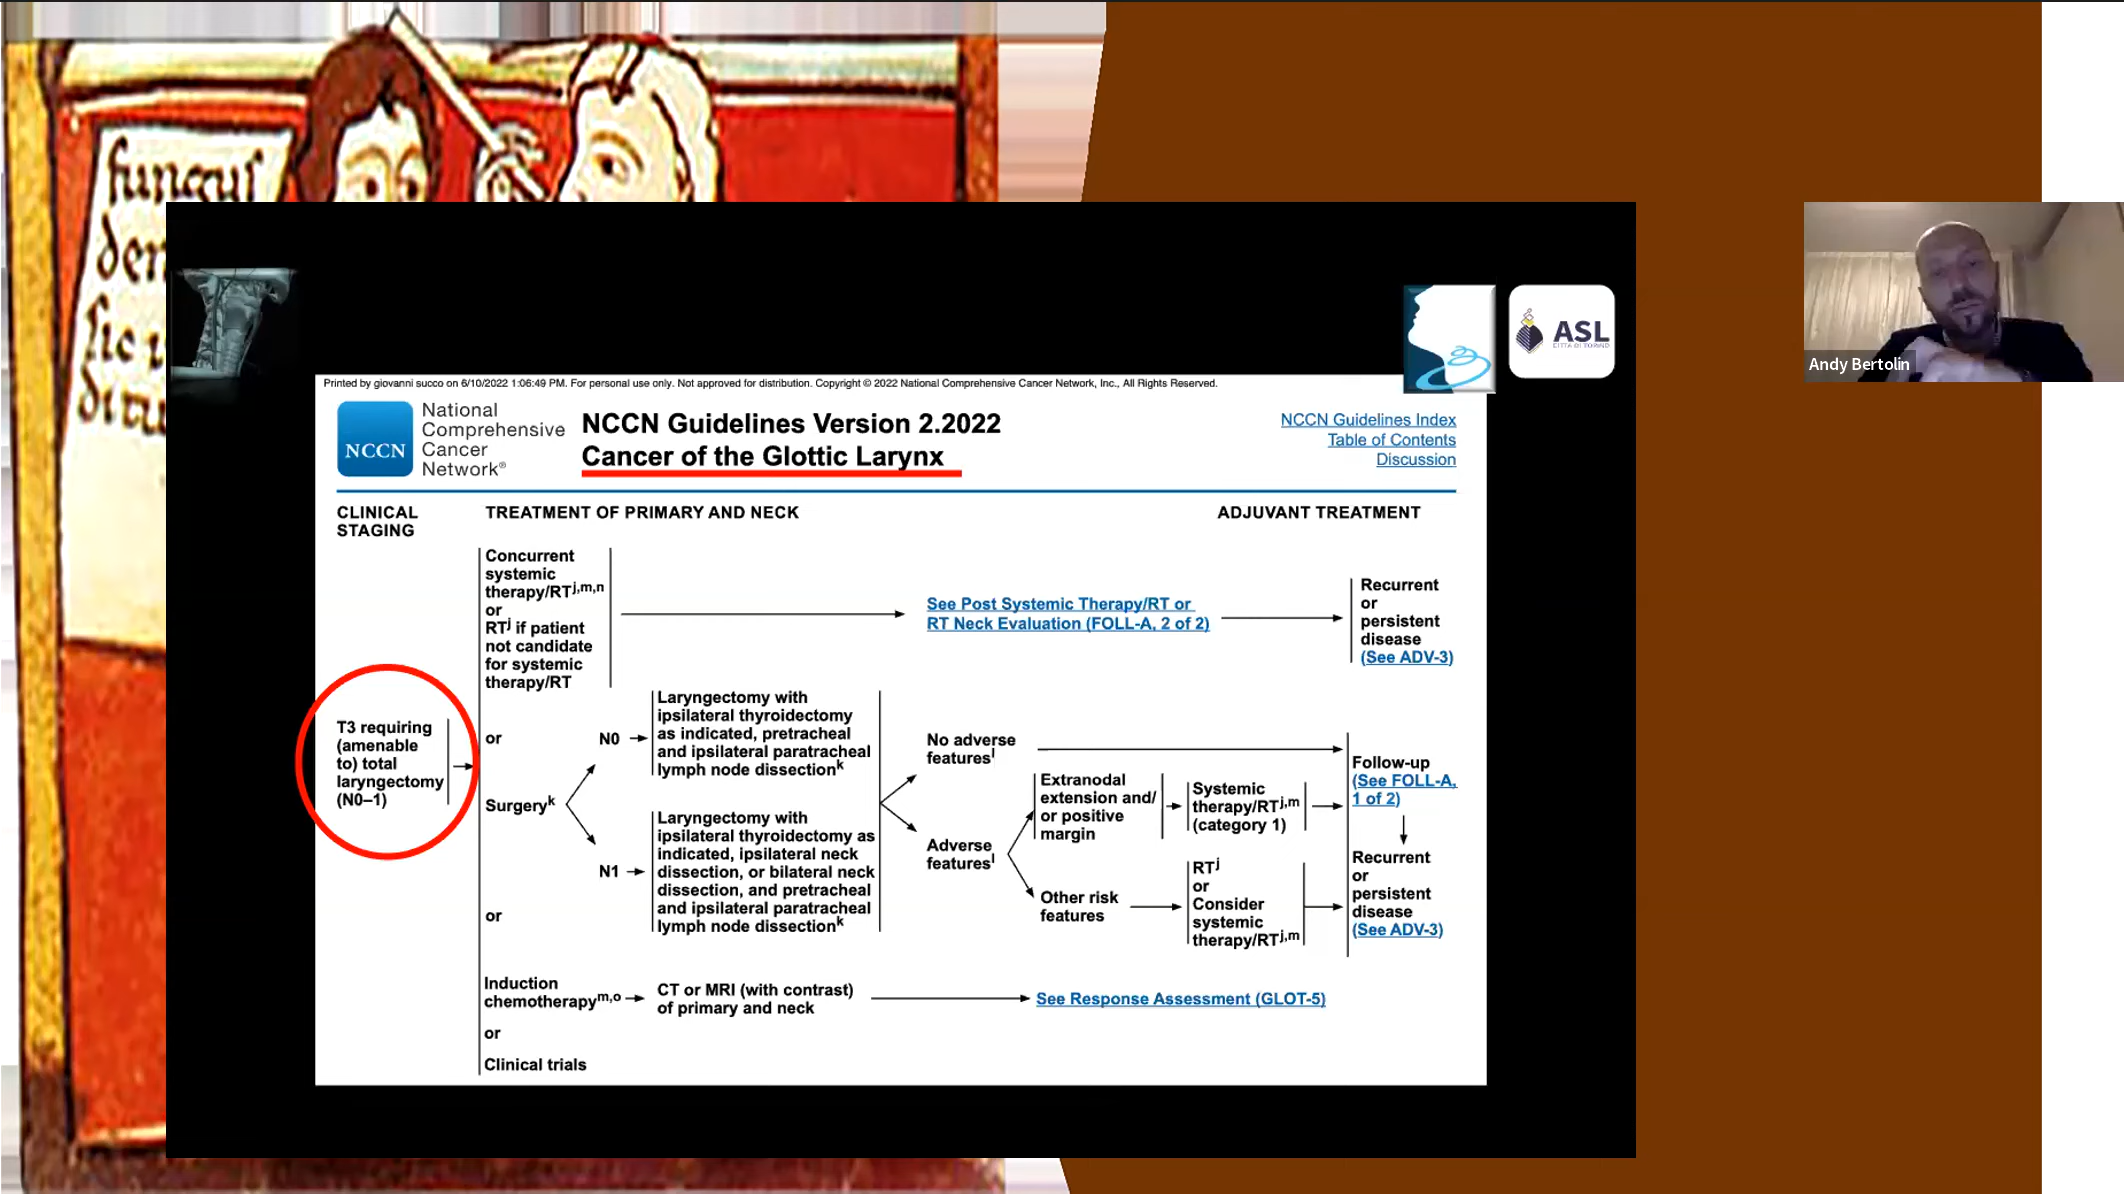 fungus
ASL
CITTÀ DI TORINO
Andy Bertolin
Printed by giovanni succo on 6/10/2022 1:06:49 PM. For personal use only. Not approved for distribution. Copyright © 2022 National Comprehensive Cancer Network, Inc., All Rights Reserved.
NCCN
National
Comprehensive
Cancer
Network®
NCCN Guidelines Version 2.2022
Cancer of the Glottic Larynx
NCCN Guidelines Index
Table of Contents
Discussion
CLINICAL
STAGING
TREATMENT OF PRIMARY AND NECK
ADJUVANT TREATMENT
T3 requiring
(amenable
to) total
laryngectomy
(N0–1)
Concurrent
systemic
therapy/RTj,m,n
or
RTj if patient
not candidate
for systemic
therapy/RT
See Post Systemic Therapy/RT or
RT Neck Evaluation (FOLL-A, 2 of 2)
Recurrent
or
persistent
disease
(See ADV-3)
or
Surgeryk
N0
Laryngectomy with
ipsilateral thyroidectomy
as indicated, pretracheal
and ipsilateral paratracheal
lymph node dissectionk
N1
Laryngectomy with
ipsilateral thyroidectomy as
indicated, ipsilateral neck
dissection, or bilateral neck
dissection, and pretracheal
and ipsilateral paratracheal
lymph node dissectionk
No adverse
featuresl
Adverse
featuresl
Extranodal
extension and/
or positive
margin
Systemic
therapy/RTj,m
(category 1)
Other risk
features
RTj
or
Consider
systemic
therapy/RTj,m
Follow-up
(See FOLL-A,
1 of 2)
Recurrent
or
persistent
disease
(See ADV-3)
or
Induction
chemotherapym,o
CT or MRI (with contrast)
of primary and neck
See Response Assessment (GLOT-5)
or
Clinical trials